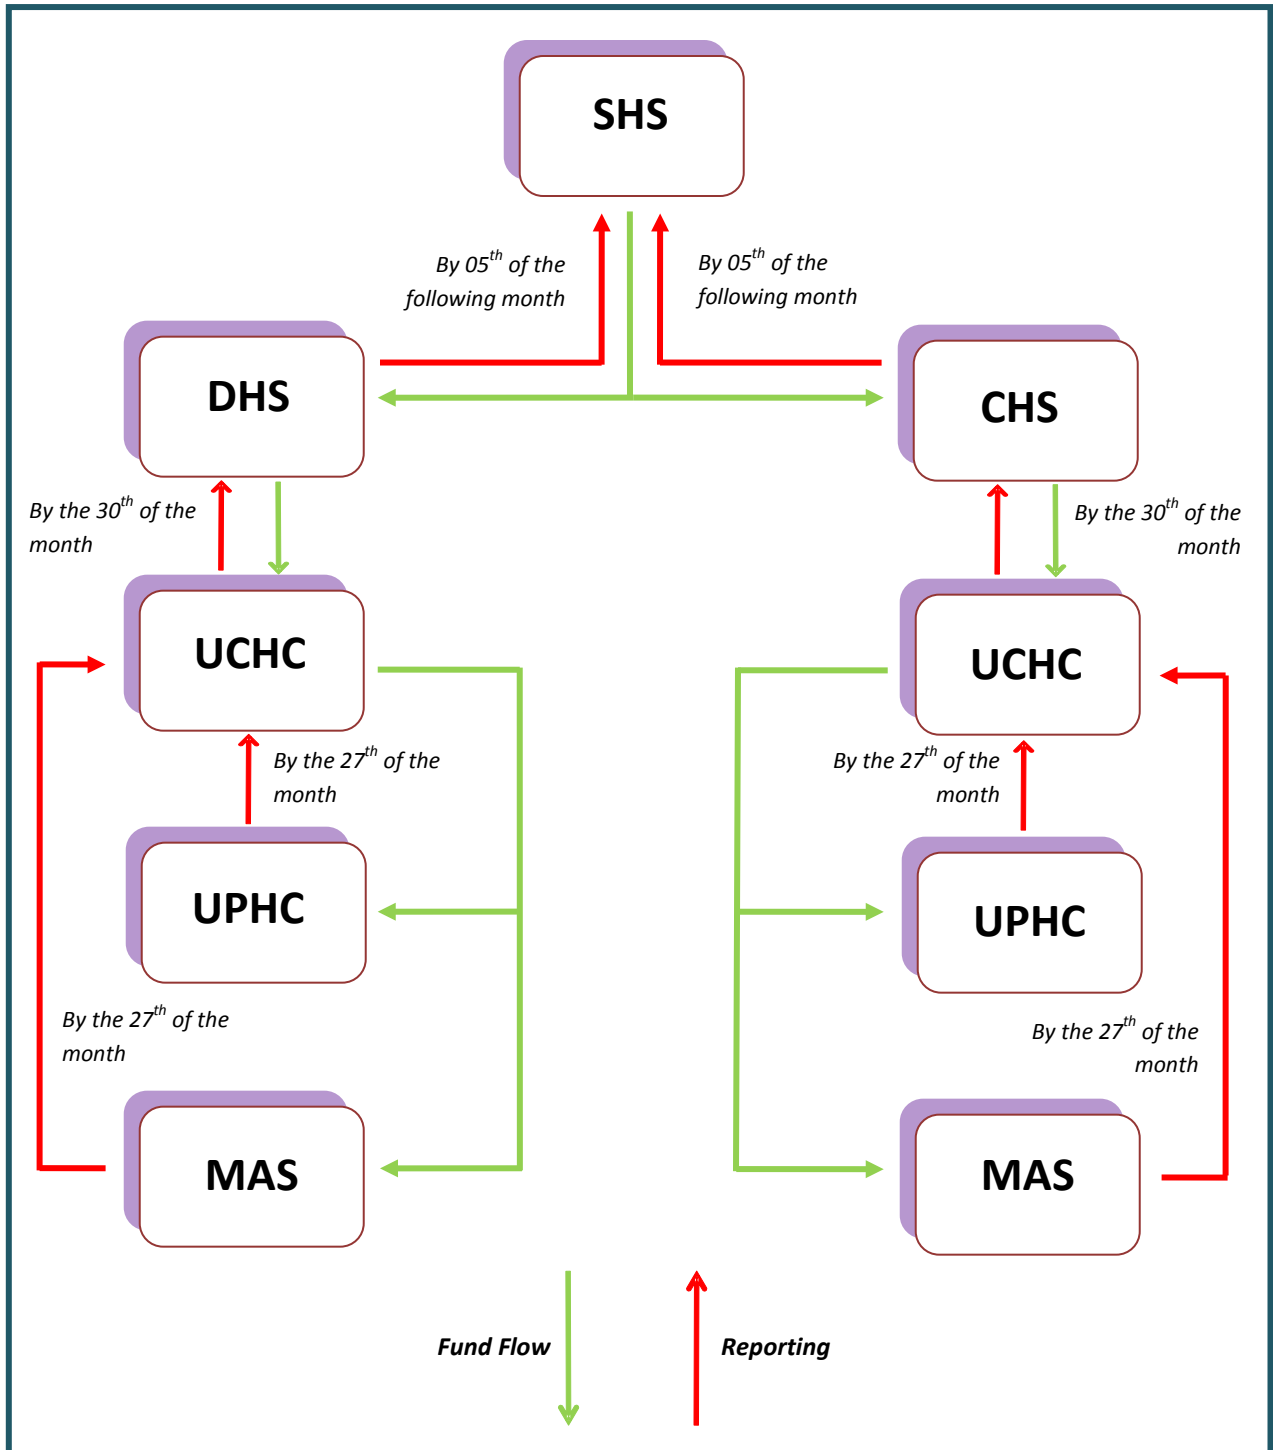 SHS
By 05th of the
following month
By 05th of the
following month
DHS
CHS
By the 30th of the
month
By the 30th of the
month
UCHC
UCHC
By the 27th of the
month
By the 27th of the
month
UPHC
UPHC
By the 27th of the
month
By the 27th of the
month
MAS
MAS
Fund Flow
Reporting